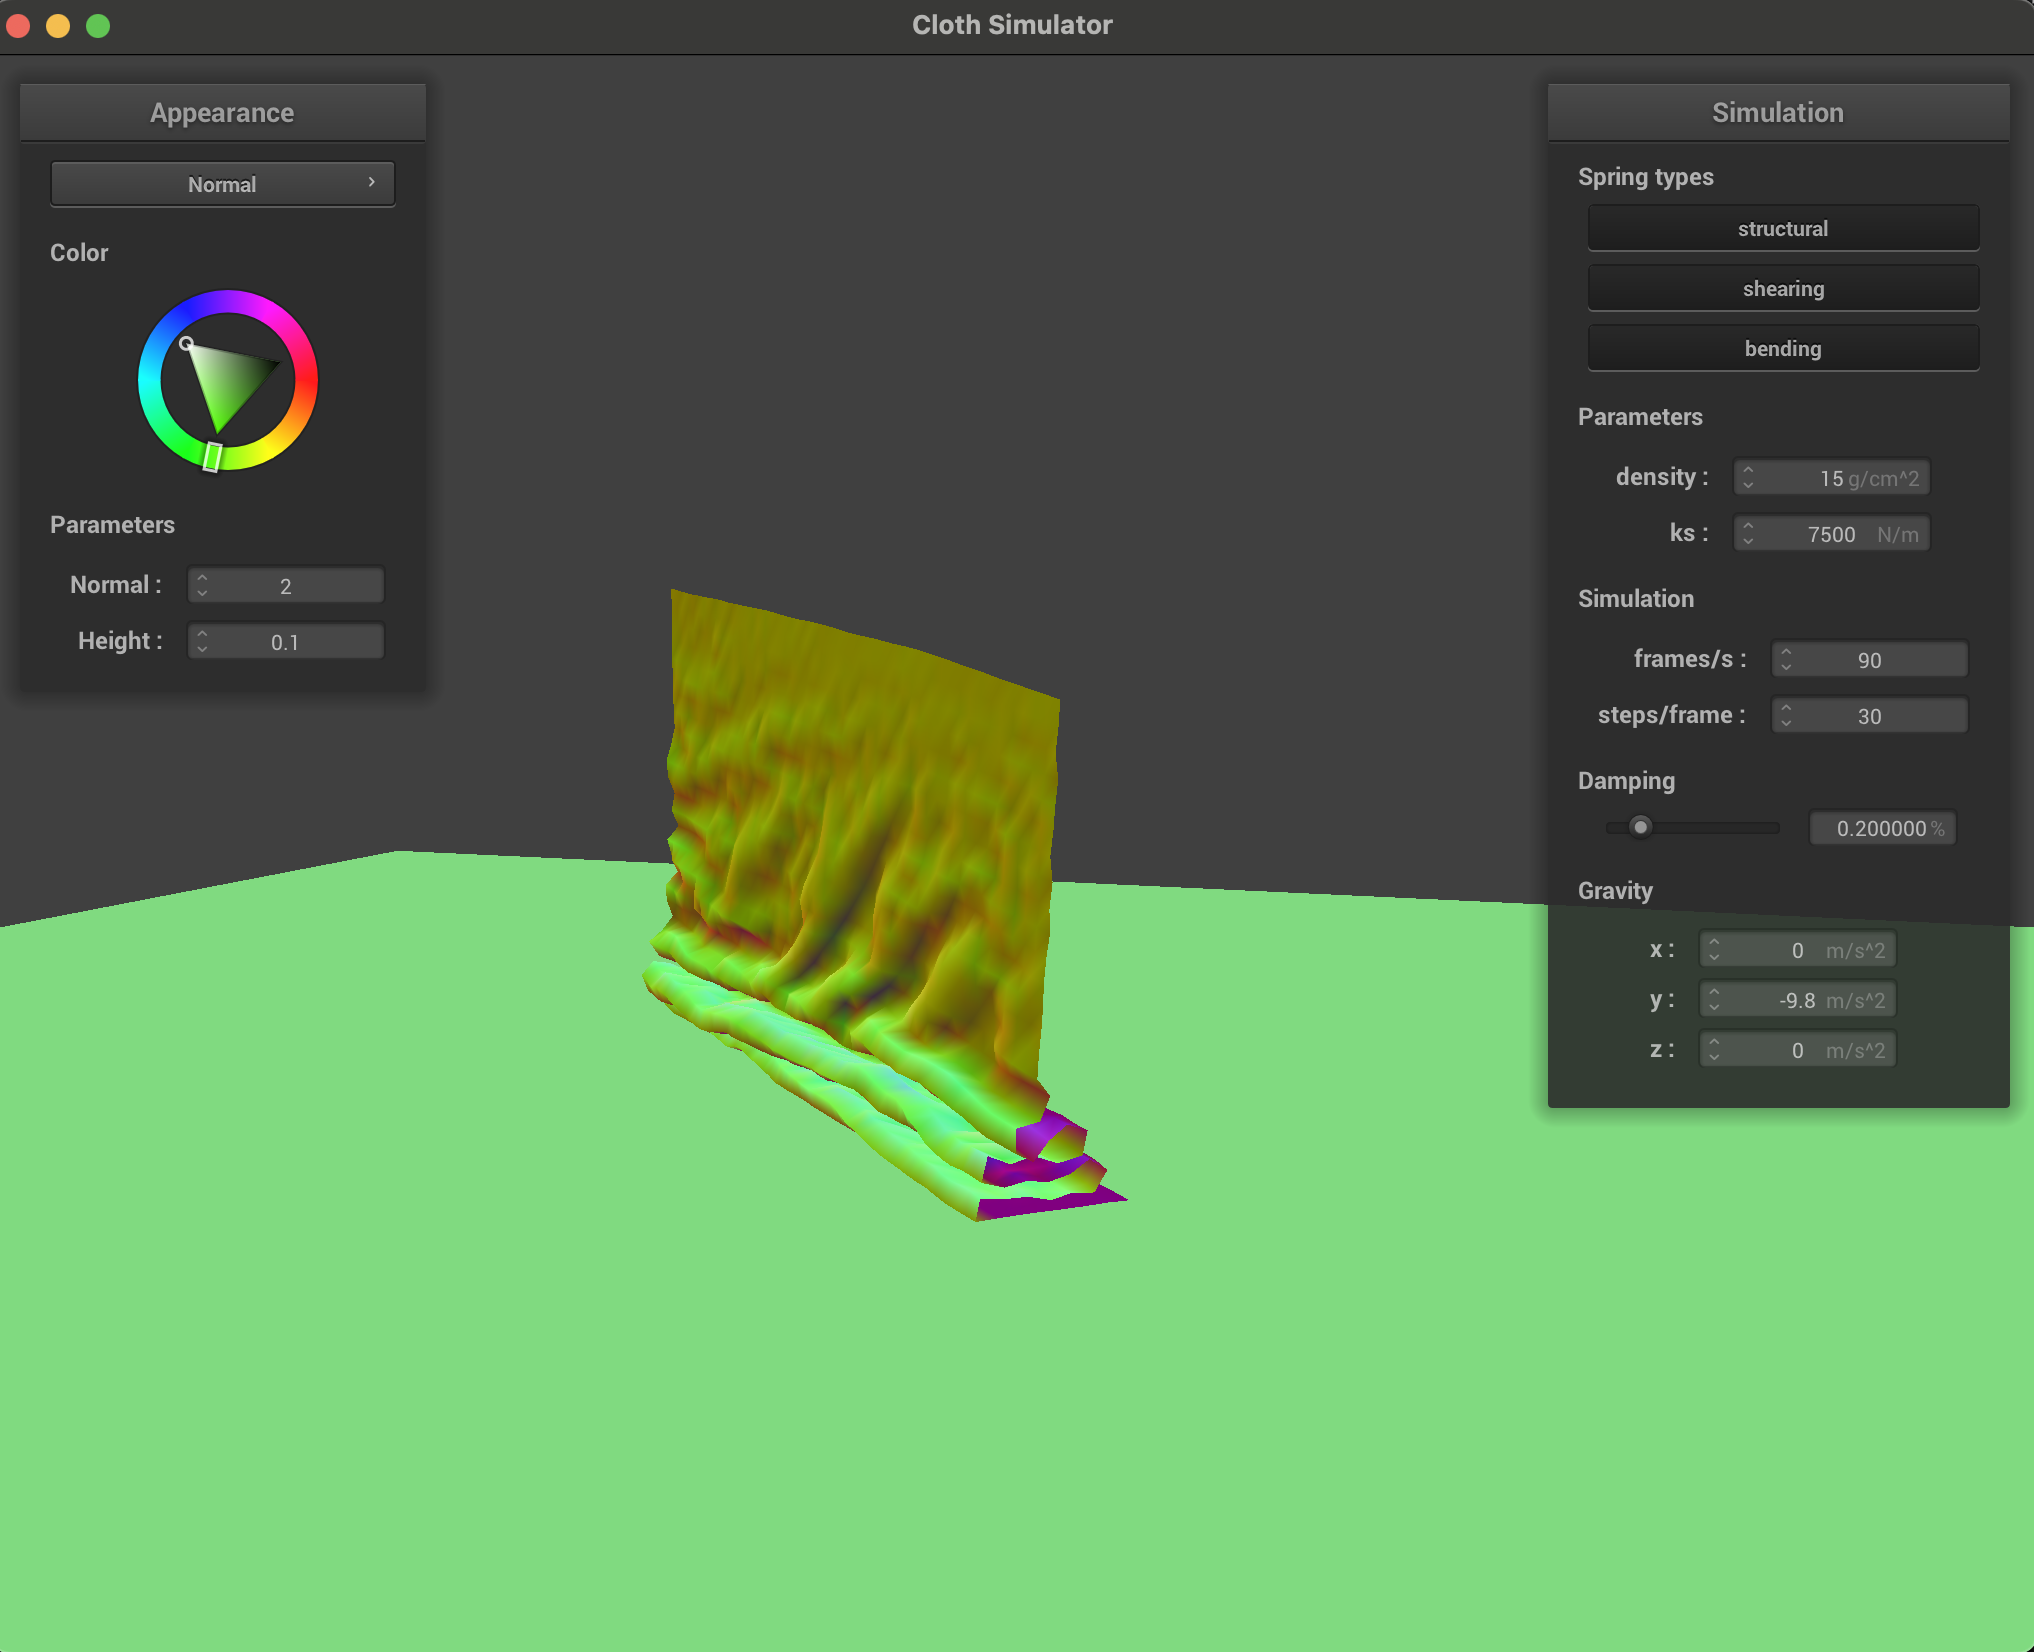 Cloth Simulator
Appearance
Normal
Color
Parameters
Normal : 2
Height : 0.1
Simulation
Spring types
structural
shearing
bending
Parameters
density : 15 g/cm^2
ks : 7500 N/m
Simulation
frames/s : 90
steps/frame : 30
Damping
0.200000 %
Gravity
x : 0 m/s^2
y : -9.8 m/s^2
z : 0 m/s^2